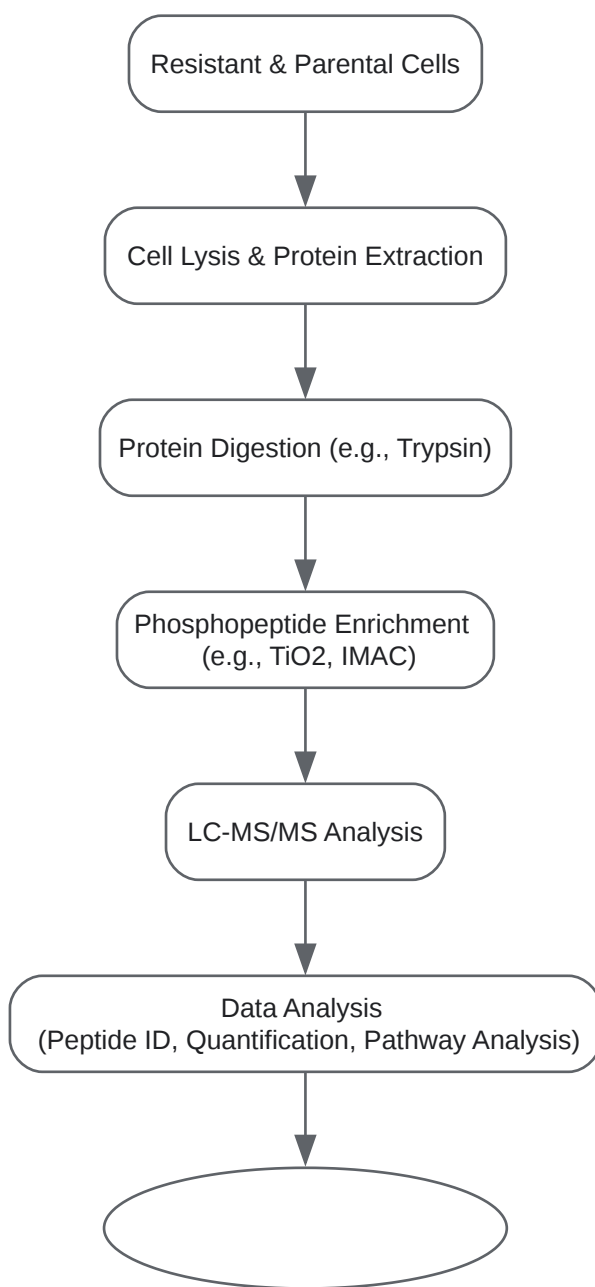 Resistant & Parental Cells
Cell Lysis & Protein Extraction
Protein Digestion (e.g., Trypsin)
Phosphopeptide Enrichment
(e.g., TiO2, IMAC)
LC-MS/MS Analysis
Data Analysis
(Peptide ID, Quantification, Pathway Analysis)